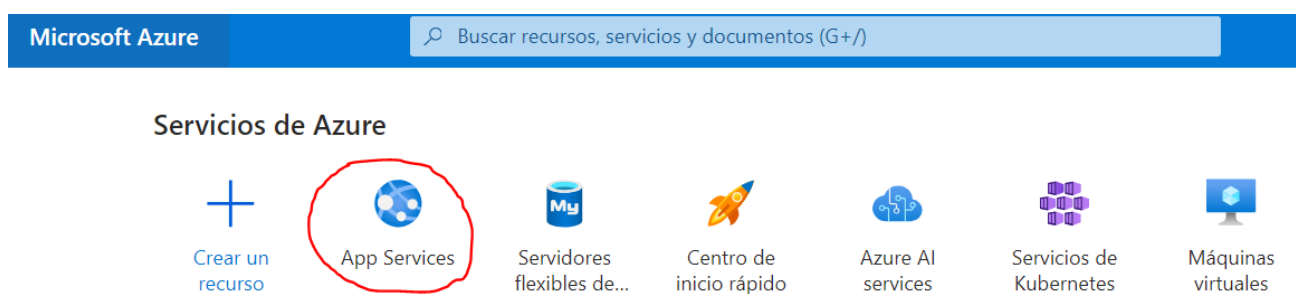 Microsoft Azure
Buscar recursos, servicios y documentos (G+/)
Servicios de Azure
My
Crear un
recurso
App Services
Servidores
flexibles de...
Centro de
inicio rápido
Azure AI
services
Servicios de
Kubernetes
Máquinas
virtuales